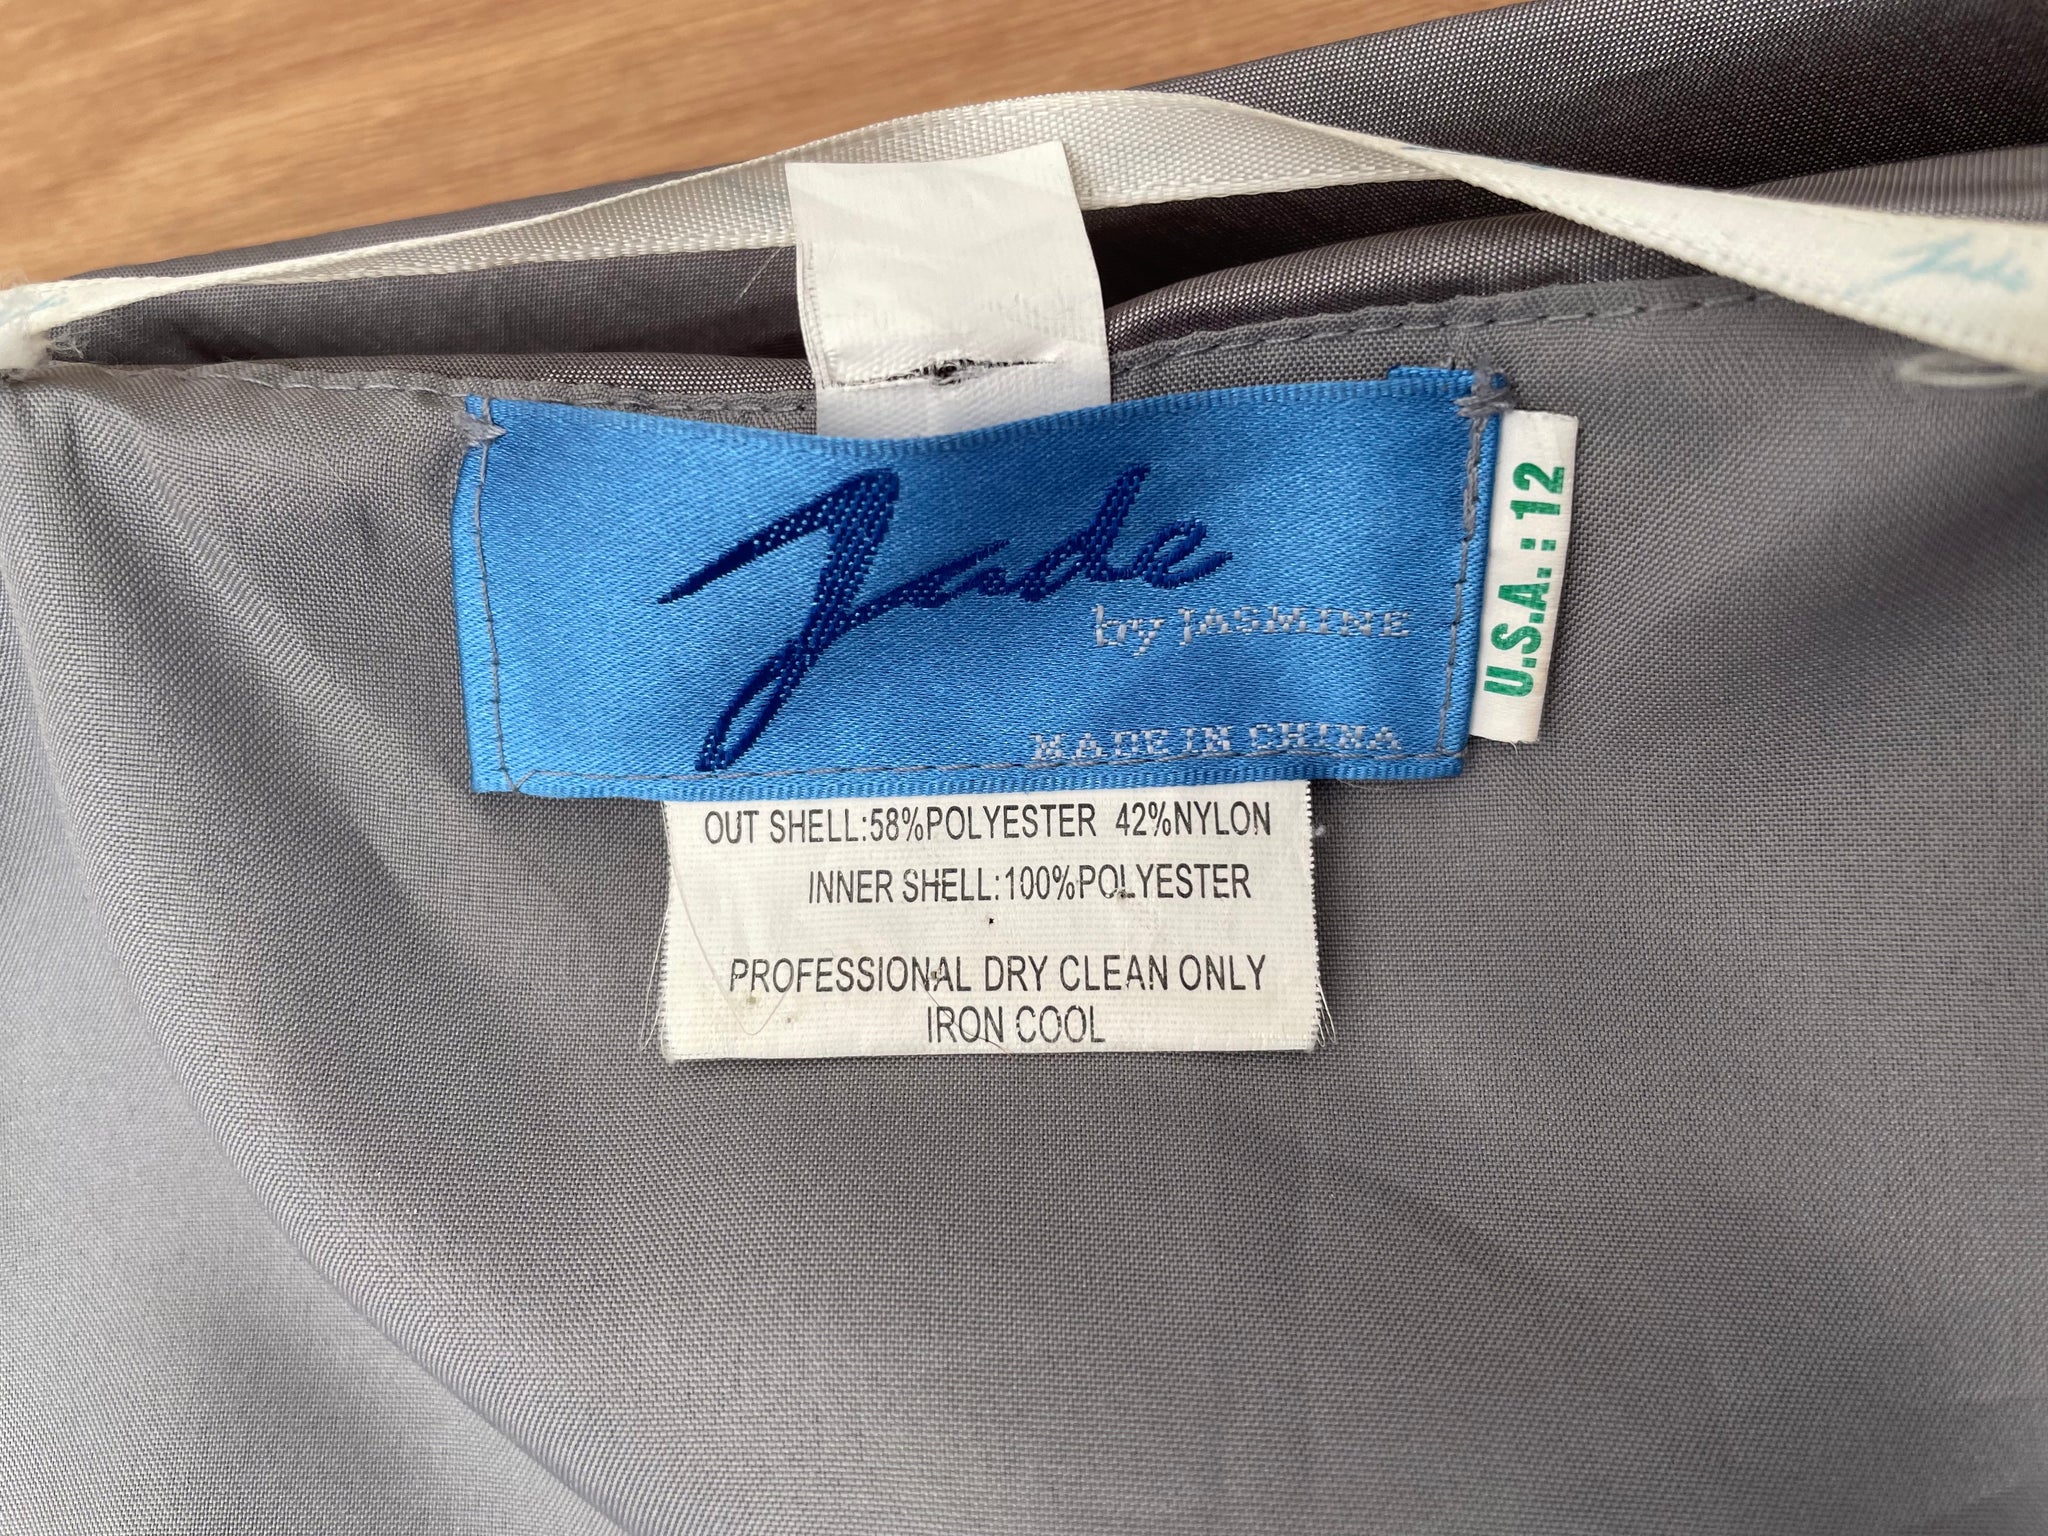 Jade
Jade
by JASMINE
MADE IN CHINA
U.S.A.: 12
OUT SHELL:58%POLYESTER 42%NYLON
INNER SHELL:100%POLYESTER
PROFESSIONAL DRY CLEAN ONLY
IRON COOL